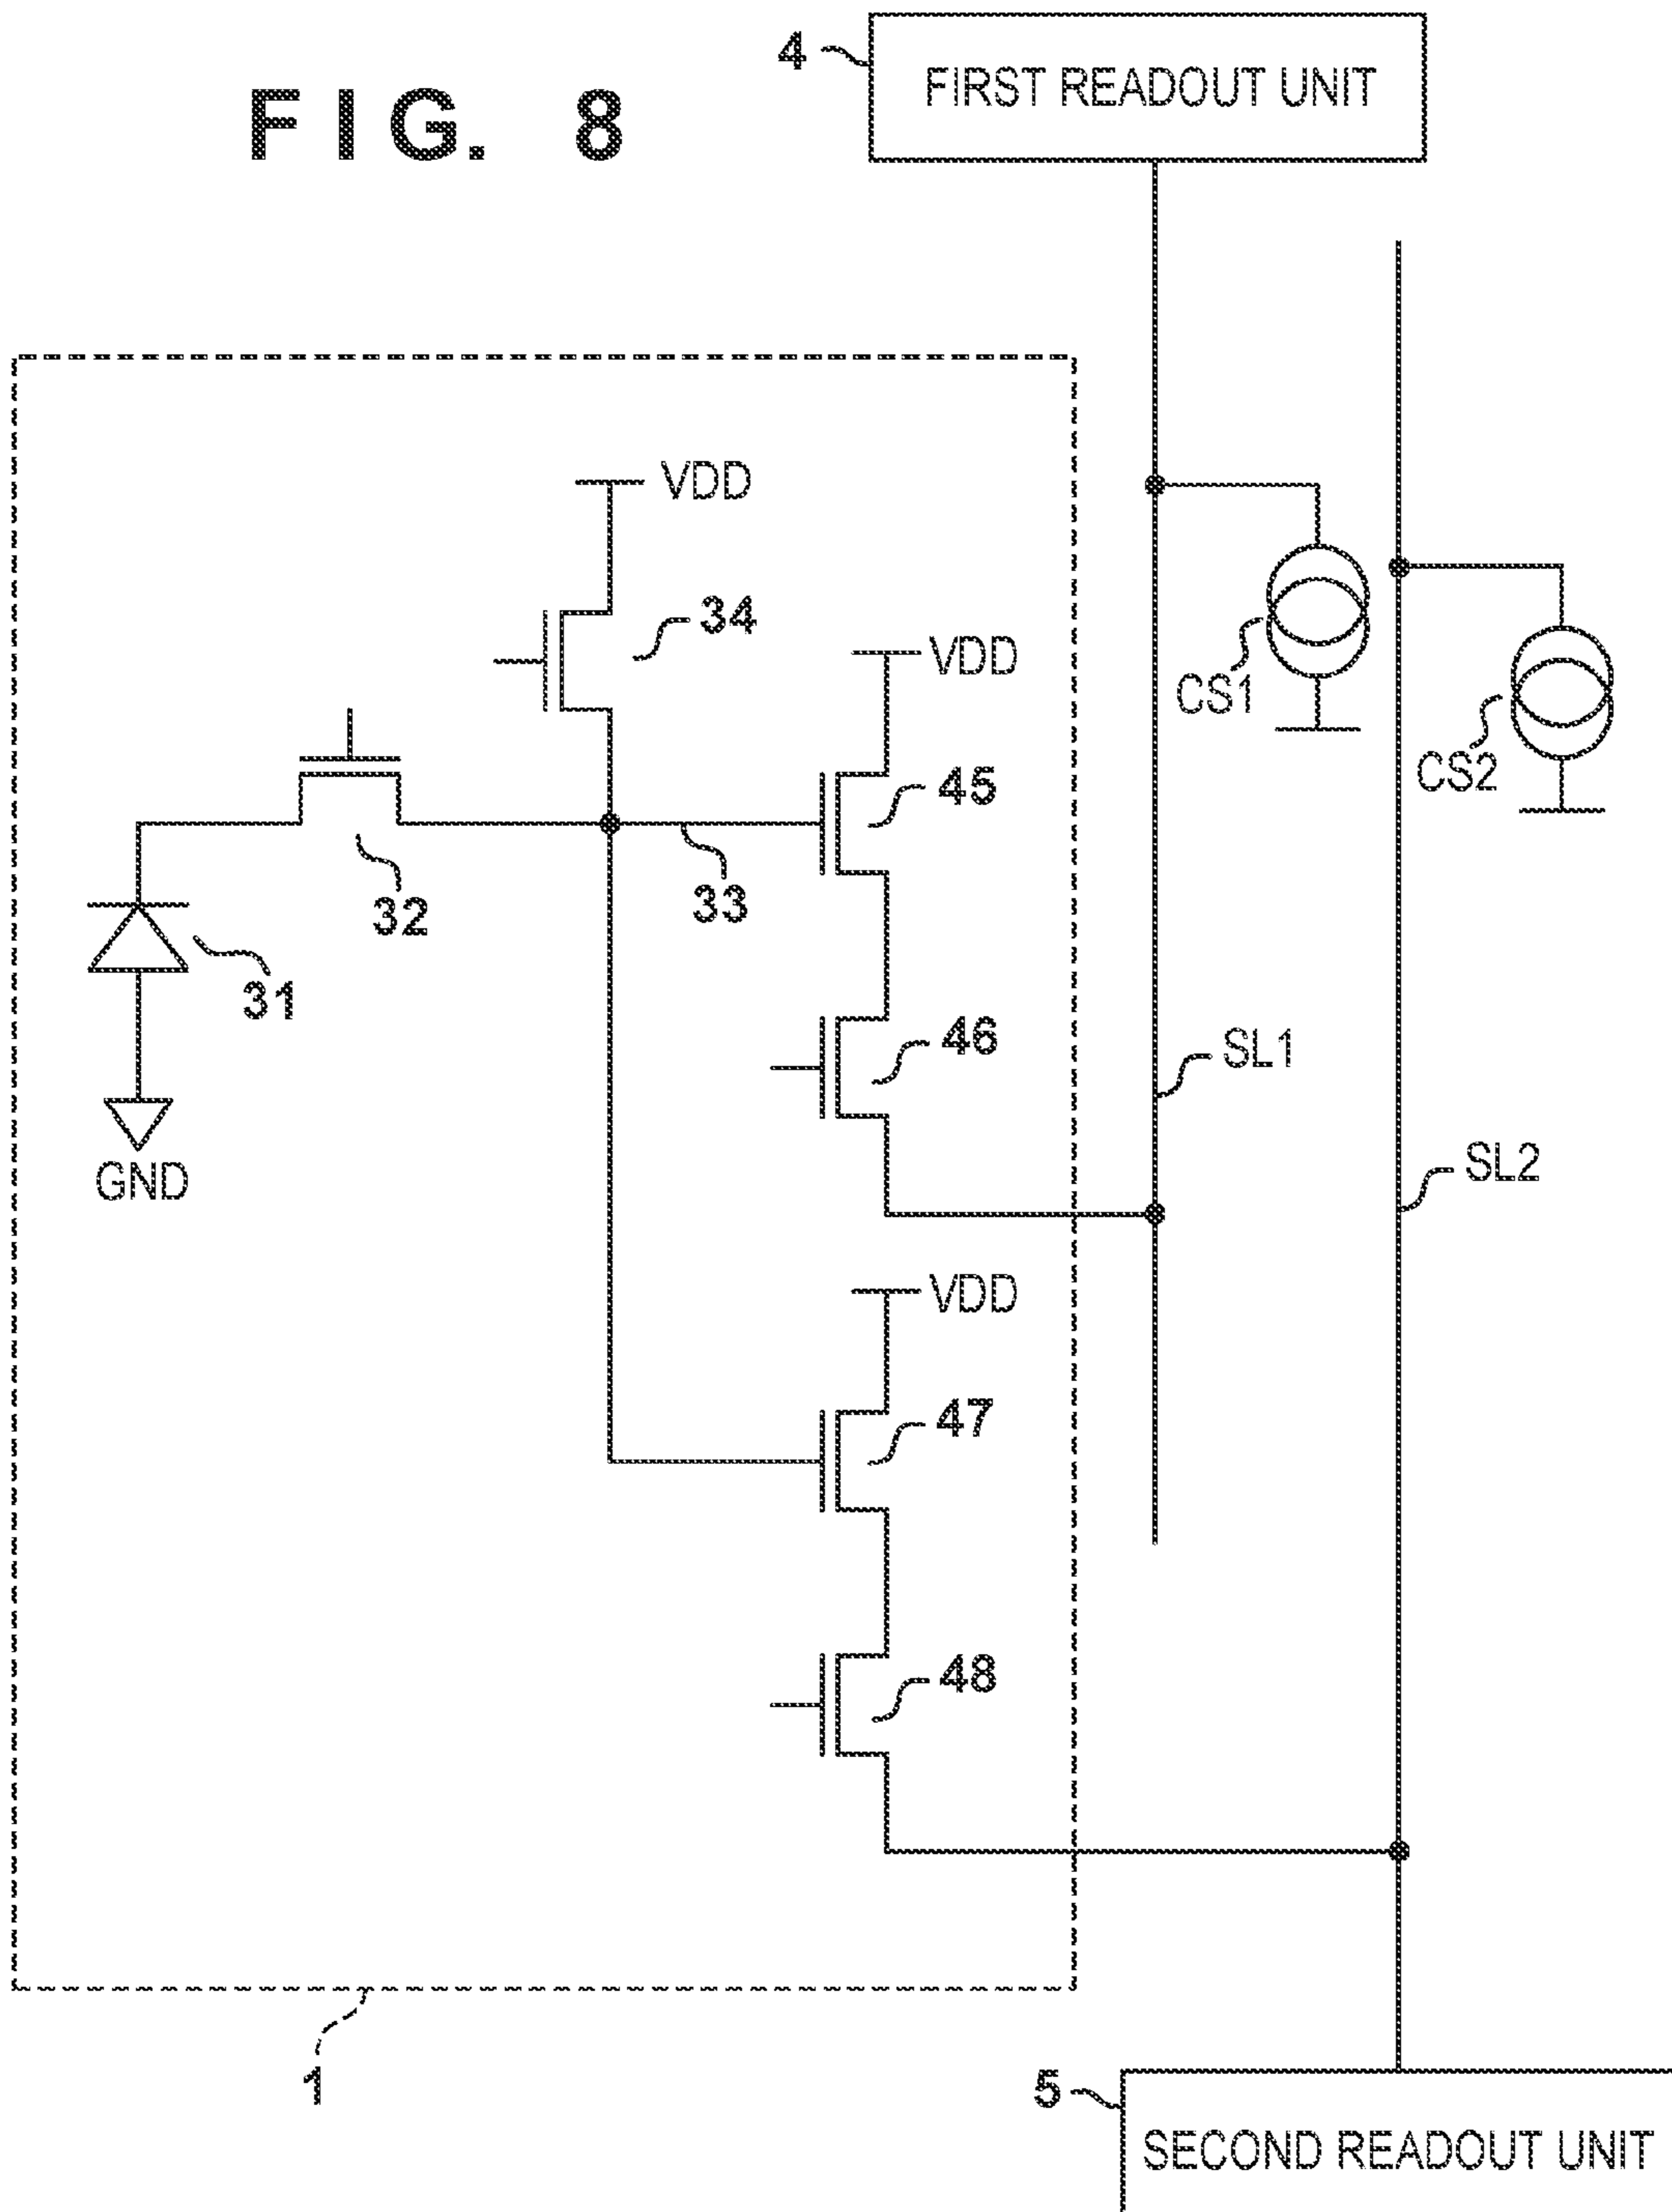 FIG. 8
4
FIRST READOUT UNIT
VDD
34
VDD
CS1
CS2
45
32
33
31
46
SL1
GND
SL2
VDD
47
48
1
5
SECOND READOUT UNIT